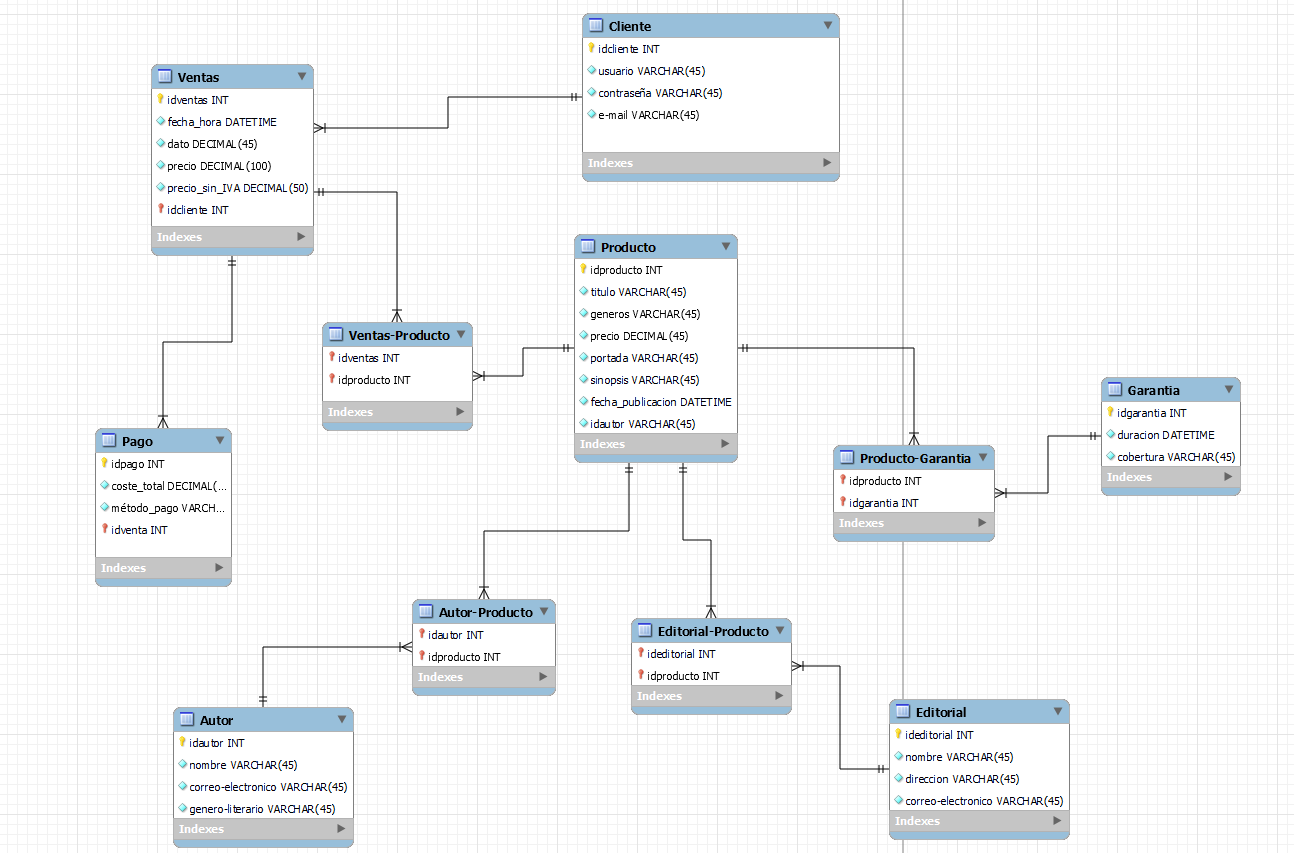 Cliente
idcliente INT
usuario VARCHAR(45)
contraseña VARCHAR(45)
e-mail VARCHAR(45)
Indexes
Ventas
idventas INT
fecha_hora DATETIME
dato DECIMAL(45)
precio DECIMAL(100)
precio_sin_IVA DECIMAL(50)
idcliente INT
Indexes
Producto
idproducto INT
titulo VARCHAR(45)
generos VARCHAR(45)
precio DECIMAL(45)
portada VARCHAR(45)
sinopsis VARCHAR(45)
fecha_publicacion DATETIME
idautor VARCHAR(45)
Indexes
Ventas-Producto
idventas INT
idproducto INT
Indexes
Garantia
idgarantia INT
duracion DATETIME
cobertura VARCHAR(45)
Indexes
Pago
idpago INT
coste_total DECIMAL(...
método_pago VARCH...
idventa INT
Indexes
Producto-Garantia
idproducto INT
idgarantia INT
Indexes
Autor-Producto
idautor INT
idproducto INT
Indexes
Editorial-Producto
ideditorial INT
idproducto INT
Indexes
Autor
idautor INT
nombre VARCHAR(45)
correo-electronico VARCHAR(45)
genero-literario VARCHAR(45)
Indexes
Editorial
ideditorial INT
nombre VARCHAR(45)
direccion VARCHAR(45)
correo-electronico VARCHAR(45)
Indexes